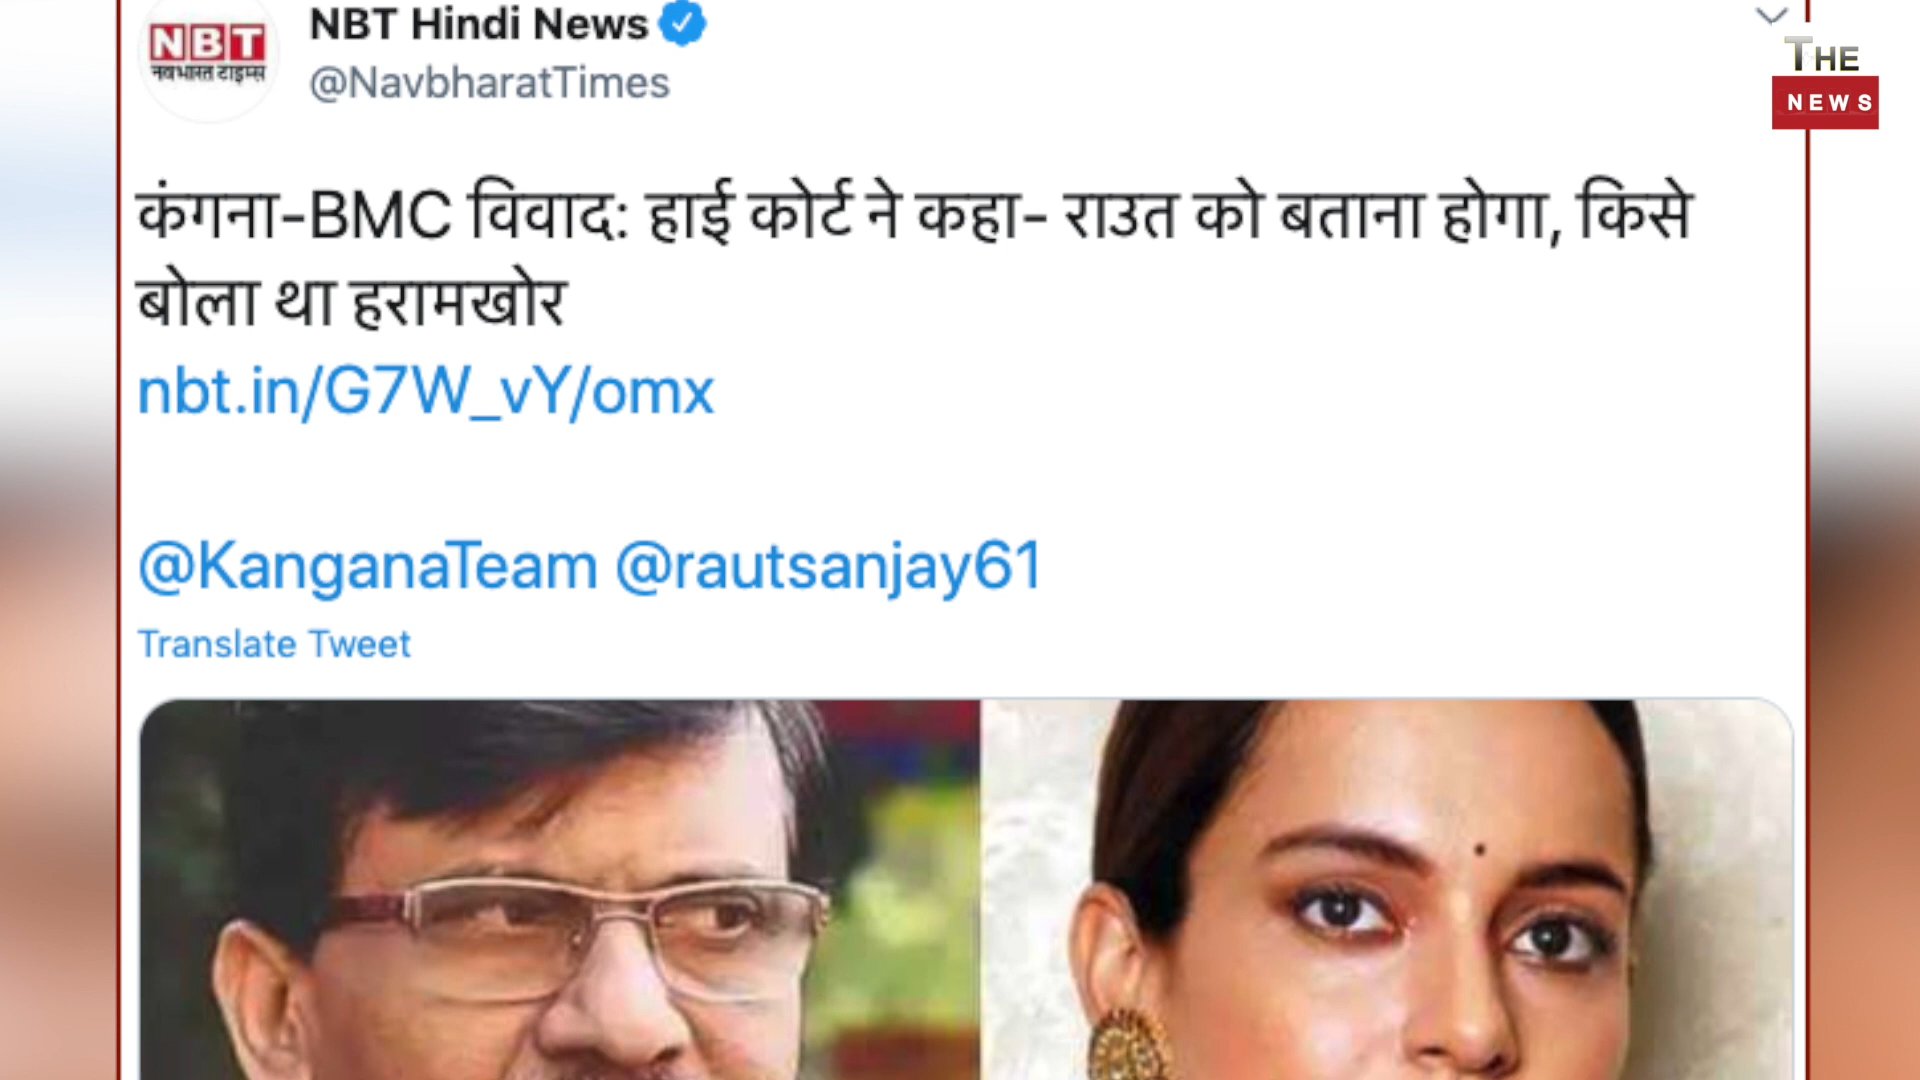 NBT
नवभारत टाइम्स
NBT Hindi News
@NavbharatTimes
THE
NEWS
कंगना-BMC विवाद: हाई कोर्ट ने कहा- राउत को बताना होगा, किसे
बोला था हरामखोर
nbt.in/G7W_vY/omx
@KanganaTeam @rautsanjay61
Translate Tweet